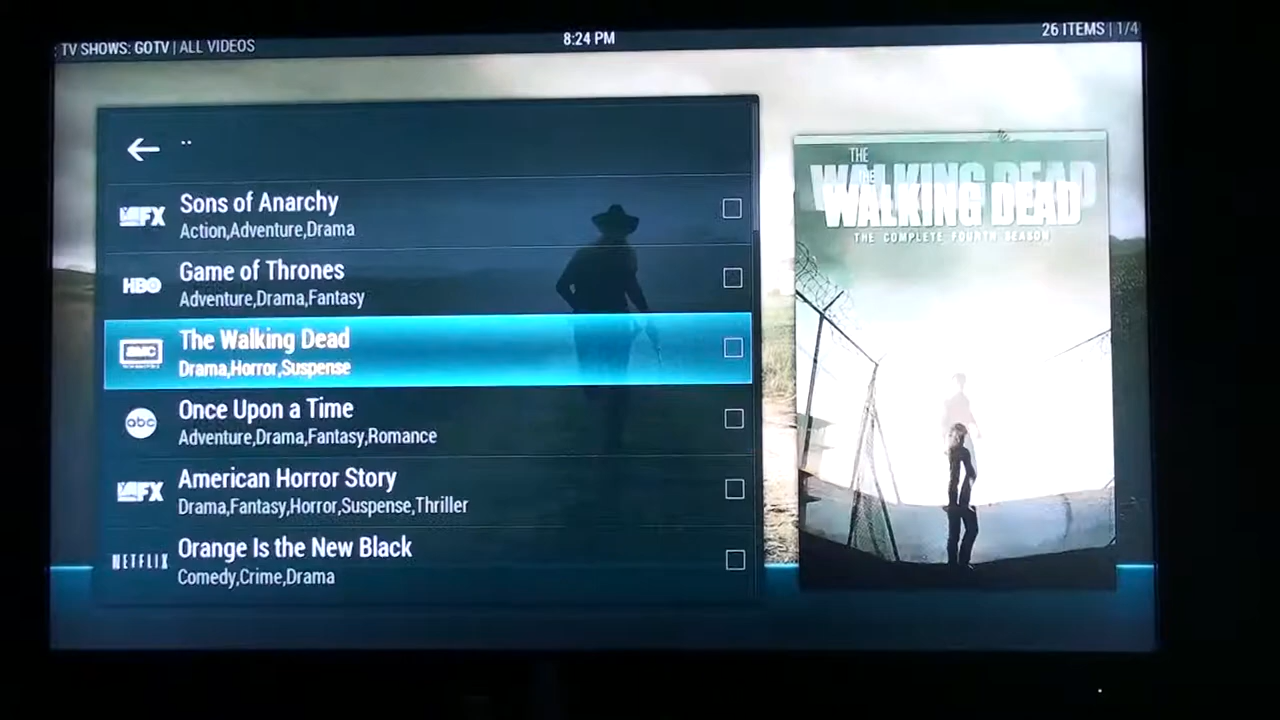 TV SHOWS: GOTV | ALL VIDEOS
8:24 PM
26 ITEMS | 1/4
..
FX
Sons of Anarchy
Action,Adventure,Drama
HBO
Game of Thrones
Adventure,Drama,Fantasy
AMC
The Walking Dead
Drama,Horror,Suspense
abc
Once Upon a Time
Adventure,Drama,Fantasy,Romance
FX
American Horror Story
Drama,Fantasy,Horror,Suspense,Thriller
NETFLIX
Orange Is the New Black
Comedy,Crime,Drama
THE
WALKING DEAD
THE
WALKING DEAD
THE COMPLETE FOURTH SEASON